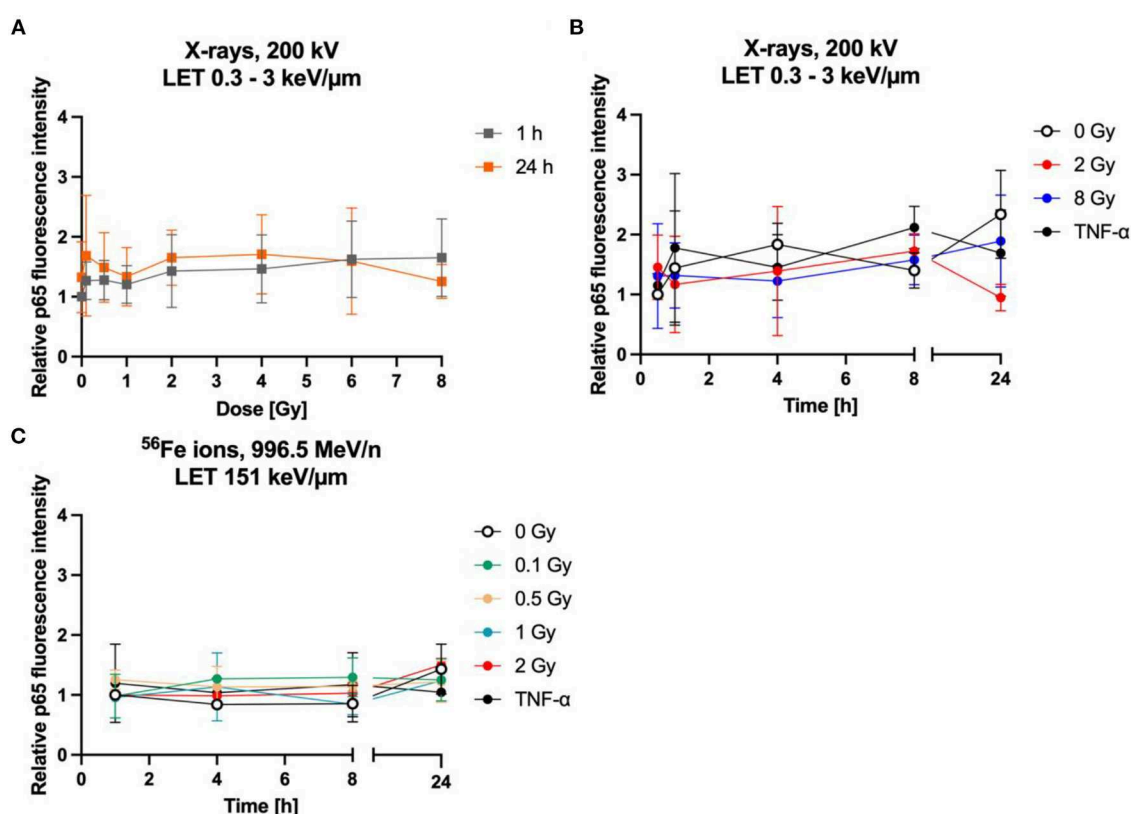 A
X-rays, 200 kV
LET 0.3 - 3 keV/µm
Relative p65 fluorescence intensity
4
3
2
1
0
0 1 2 3 4 5 6 7 8
Dose [Gy]
1 h
24 h
B
X-rays, 200 kV
LET 0.3 - 3 keV/µm
Relative p65 fluorescence intensity
4
3
2
1
0
2 4 6 8 24
Time [h]
0 Gy
2 Gy
8 Gy
TNF-α
C
⁵⁶Fe ions, 996.5 MeV/n
LET 151 keV/µm
Relative p65 fluorescence intensity
4
3
2
1
0
0 2 4 6 8 24
Time [h]
0 Gy
0.1 Gy
0.5 Gy
1 Gy
2 Gy
TNF-α